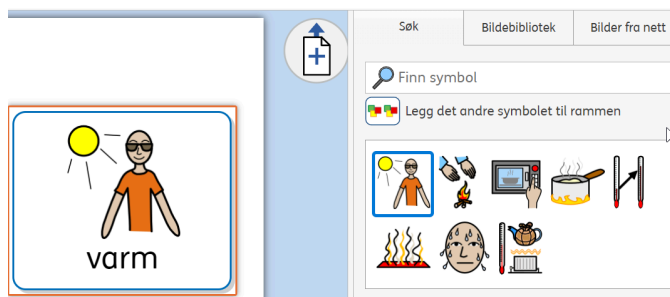 Søk
Bildebibliotek
Bilder fra nett
Finn symbol
Legg det andre symbolet til rammen
varm